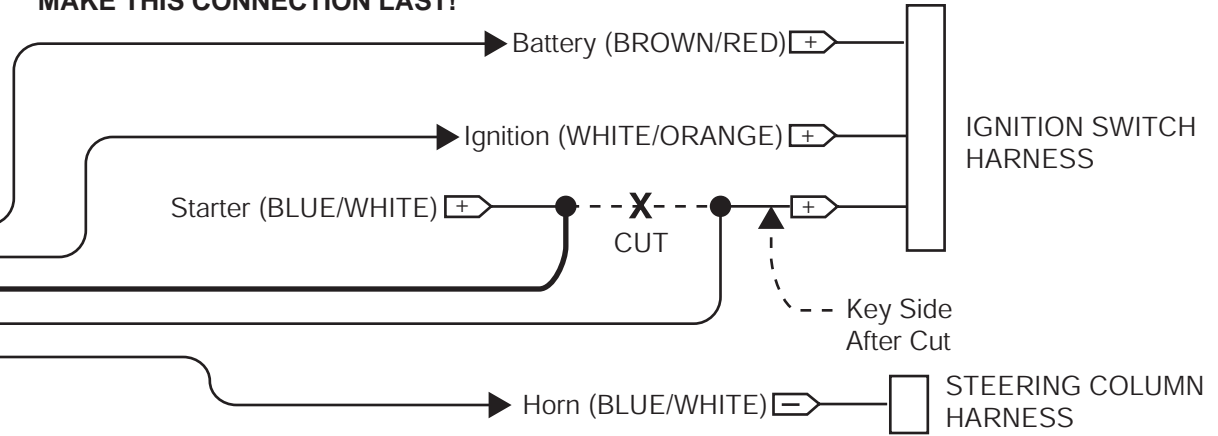 MAKE THIS CONNECTION LAST!
Battery (BROWN/RED) +
Ignition (WHITE/ORANGE) +
IGNITION SWITCH
HARNESS
Starter (BLUE/WHITE) + X +
CUT
Key Side
After Cut
Horn (BLUE/WHITE) −
STEERING COLUMN
HARNESS